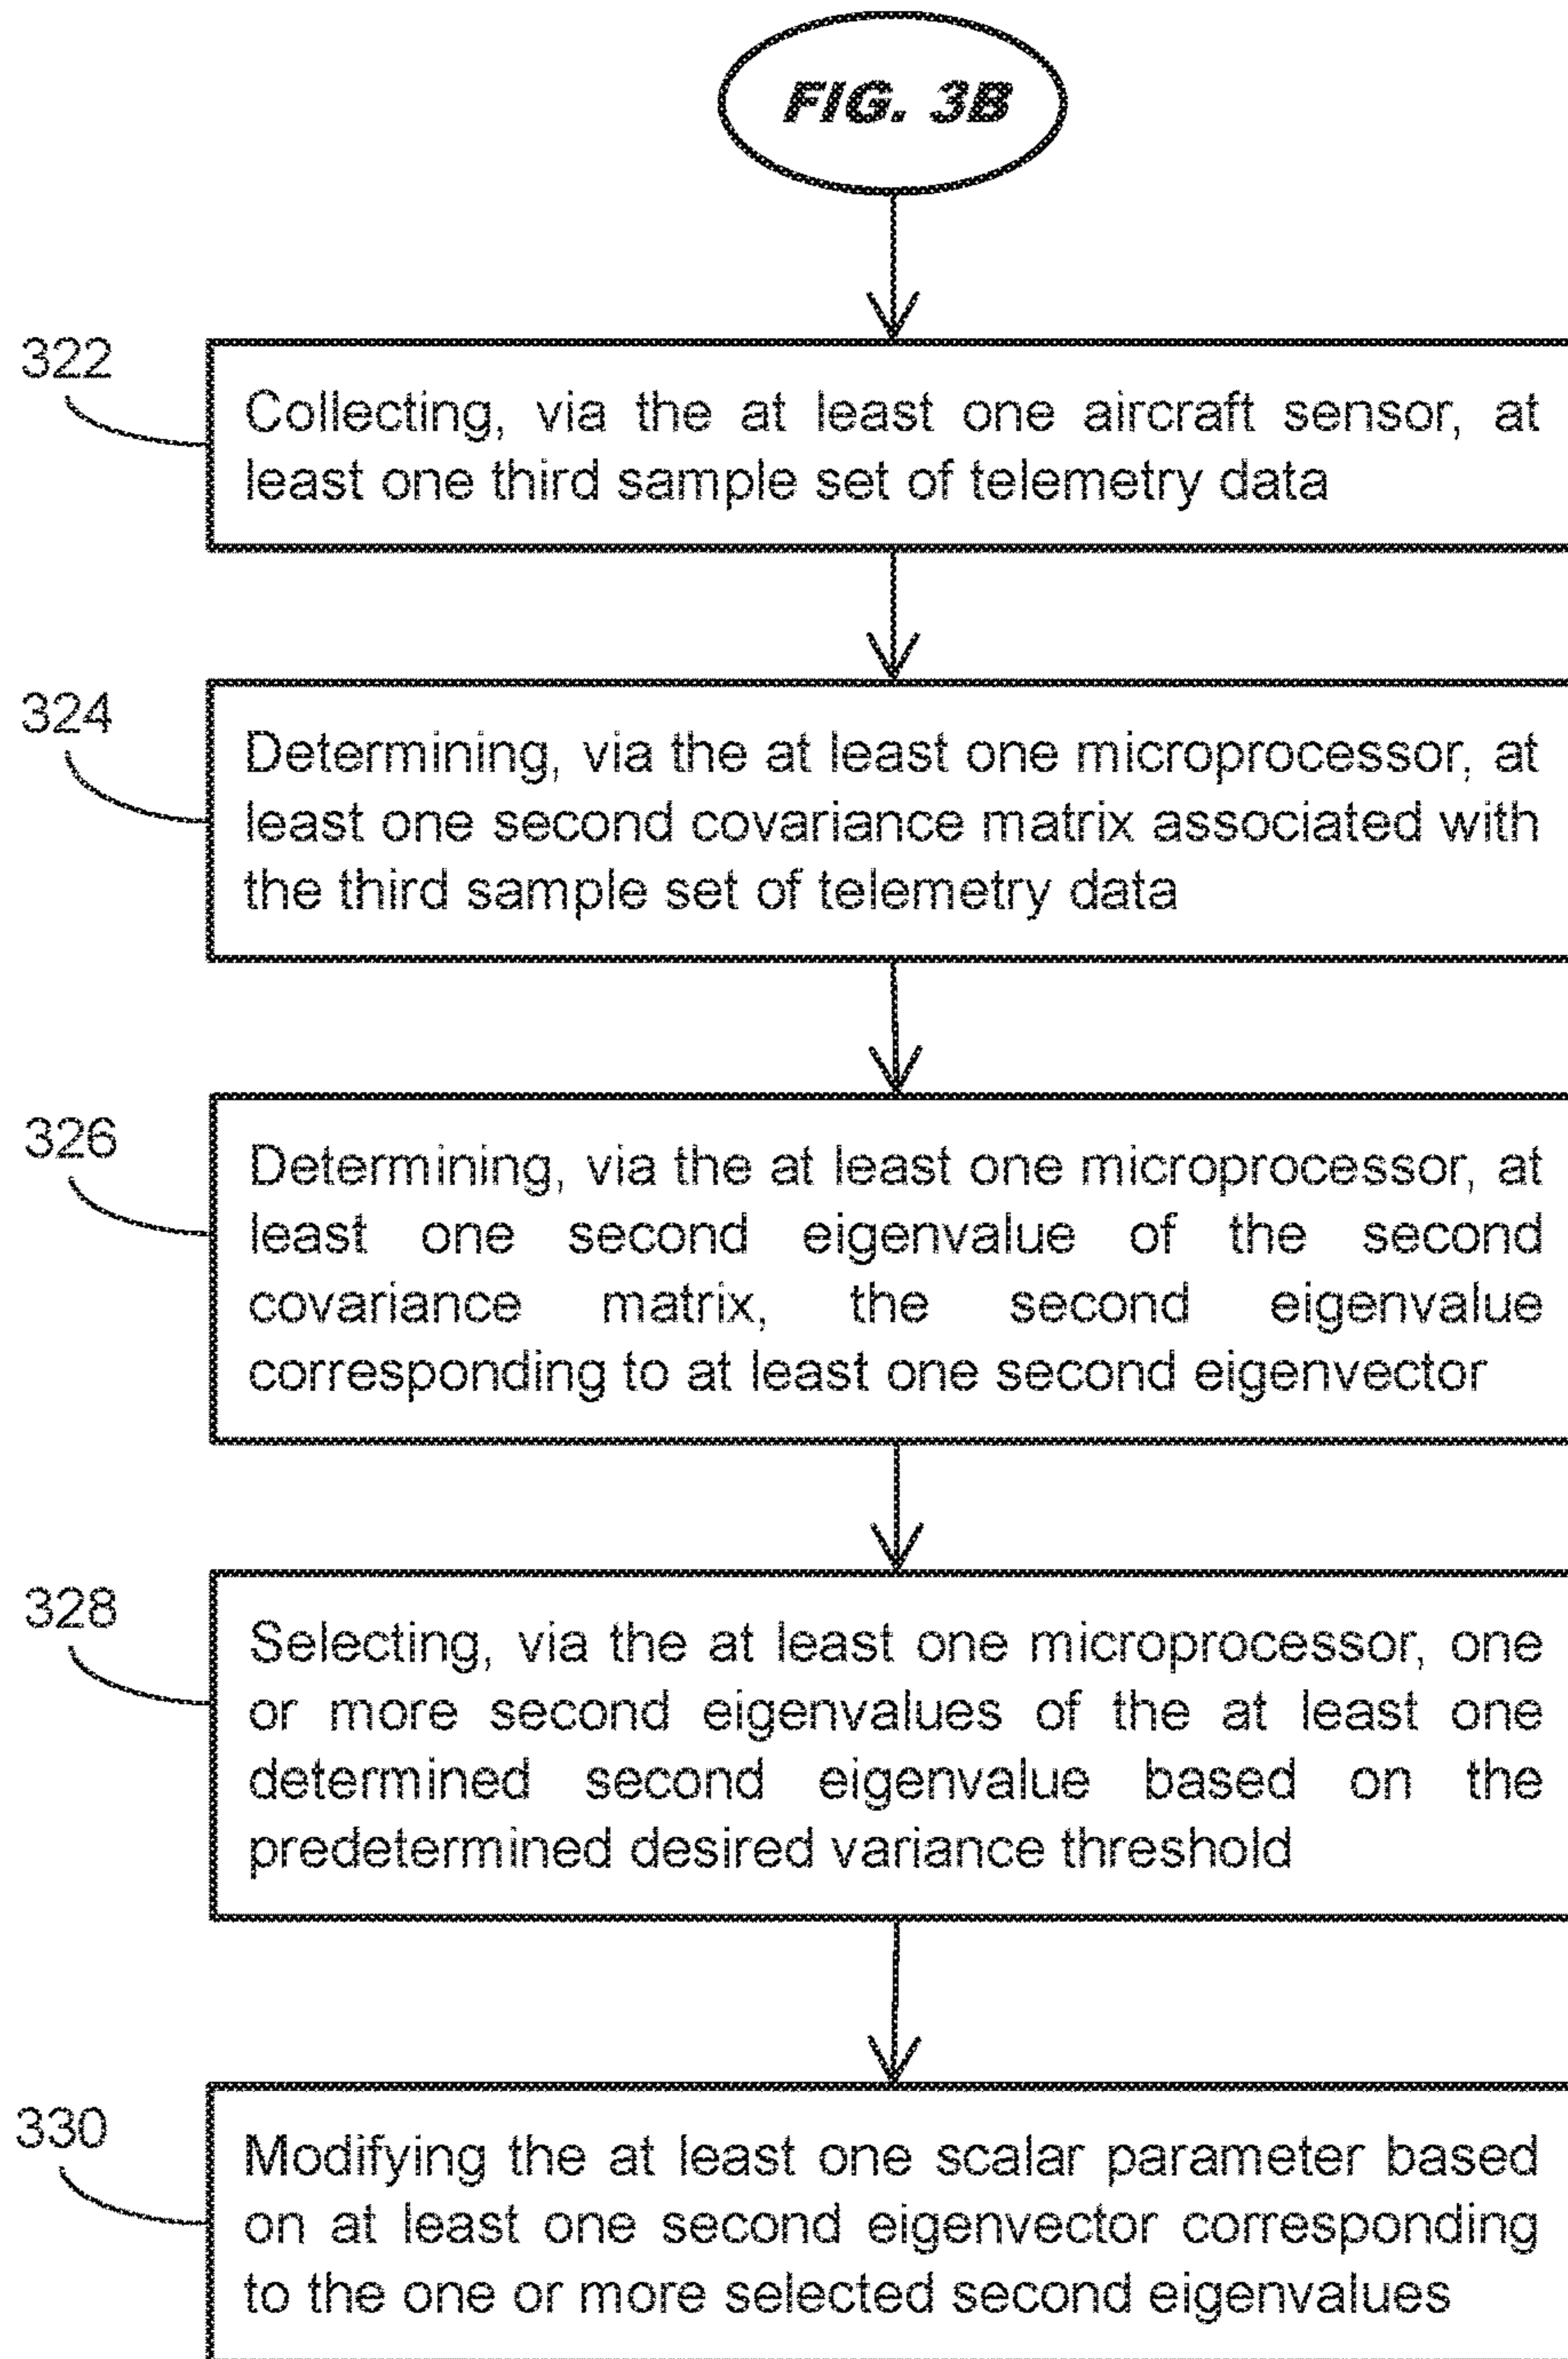 FIG. 3B
322
Collecting, via the at least one aircraft sensor, at
least one third sample set of telemetry data
324
Determining, via the at least one microprocessor, at
least one second covariance matrix associated with
the third sample set of telemetry data
326
Determining, via the at least one microprocessor, at
least one second eigenvalue of the second
covariance matrix, the second eigenvalue
corresponding to at least one second eigenvector
328
Selecting, via the at least one microprocessor, one
or more second eigenvalues of the at least one
determined second eigenvalue based on the
predetermined desired variance threshold
330
Modifying the at least one scalar parameter based
on at least one second eigenvector corresponding
to the one or more selected second eigenvalues